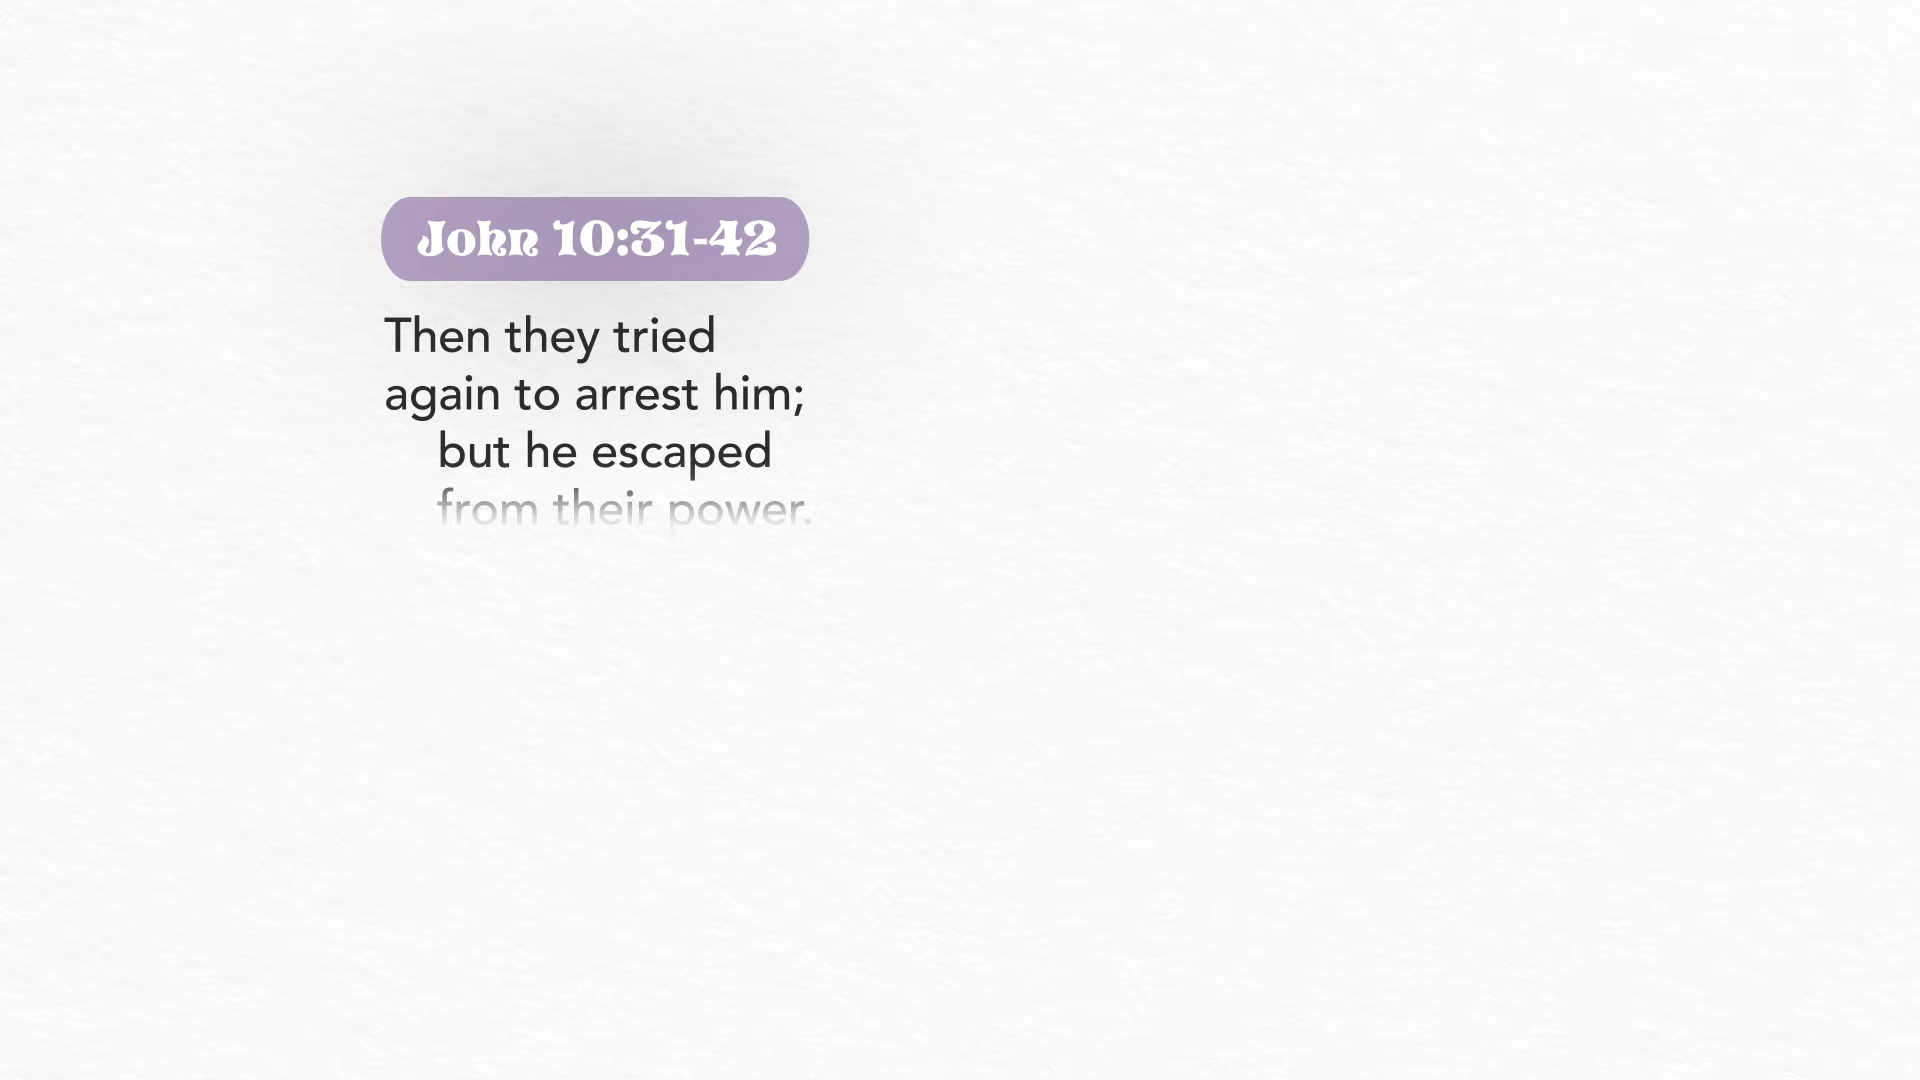 John 10:31-42
Then they tried
again to arrest him;
but he escaped
from their power.